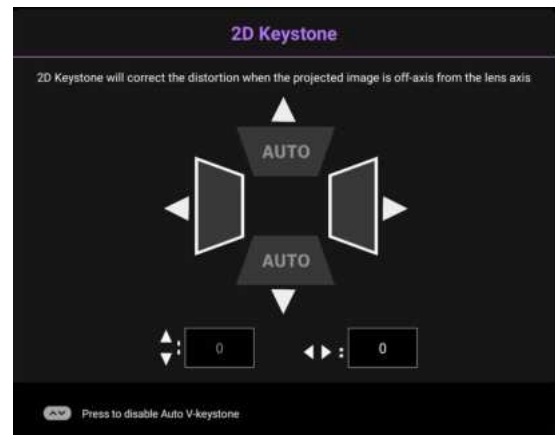 2D Keystone
2D Keystone will correct the distortion when the projected image is off-axis from the lens axis
AUTO
AUTO
: 0
: 0
Press to disable Auto V-keystone